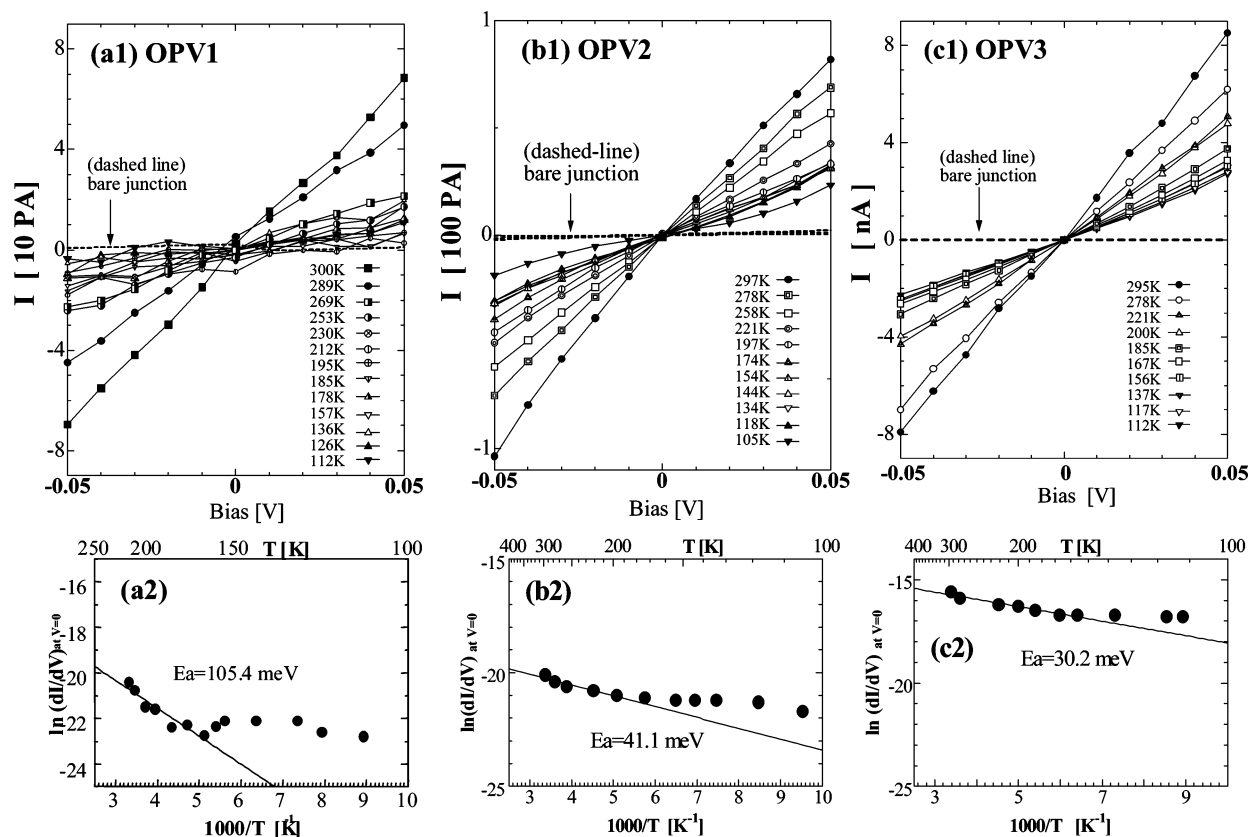 (a1) OPV1
8
4
0
-4
-8
I [ 10 PA]
(dashed line)
bare junction
300K
289K
269K
253K
230K
212K
195K
185K
178K
157K
136K
126K
112K
-0.05
0
0.05
Bias [V]
(b1) OPV2
1
0
-1
I [ 100 PA]
(dashed-line)
bare junction
297K
278K
258K
221K
197K
174K
154K
144K
134K
118K
105K
-0.05
0
0.05
Bias [V]
(c1) OPV3
8
4
0
-4
-8
I [ nA]
(dashed line)
bare junction
295K
278K
221K
200K
185K
167K
156K
137K
117K
112K
-0.05
0
0.05
Bias [V]
250 200 150 T [K] 100
(a2)
-16
-18
-20
-22
-24
ln (dI/dV) at V=0
Ea=105.4 meV
3 4 5 6 7 8 9 10
1000/T [K-1]
400 300 200 T [K] 100
(b2)
-15
-20
-25
ln(dI/dV) at V=0
Ea=41.1 meV
3 4 5 6 7 8 9 10
1000/T [K-1]
400 300 200 T [K] 100
(c2)
-15
-20
-25
ln (dI/dV) at V=0
Ea=30.2 meV
3 5 7 9
1000/T [K-1]